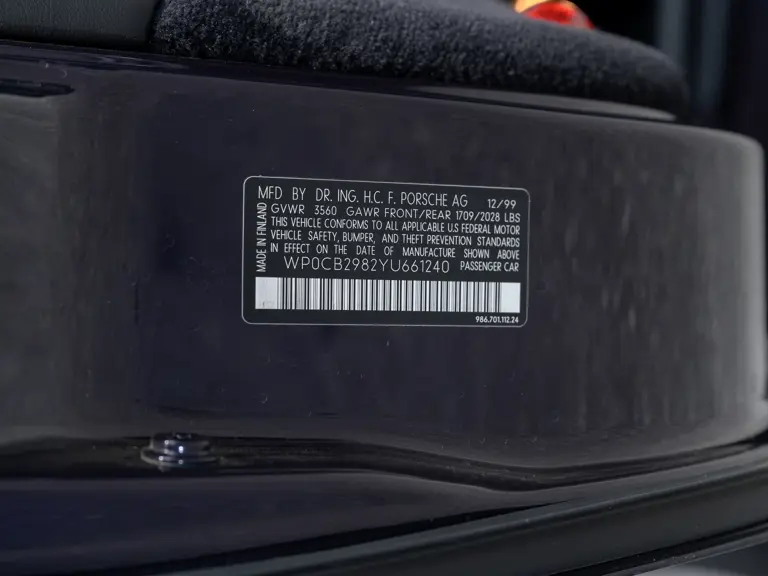 MFD BY DR. ING. H.C. F. PORSCHE AG 12/99
GVWR 3560 GAWR FRONT/REAR 1709/2028 LBS
THIS VEHICLE CONFORMS TO ALL APPLICABLE U.S FEDERAL MOTOR
VEHICLE SAFETY, BUMPER, AND THEFT PREVENTION STANDARDS
IN EFFECT ON THE DATE OF MANUFACTURE SHOWN ABOVE
WP0CB2982YU661240 PASSENGER CAR
MADE IN FINLAND
986.701.112.24